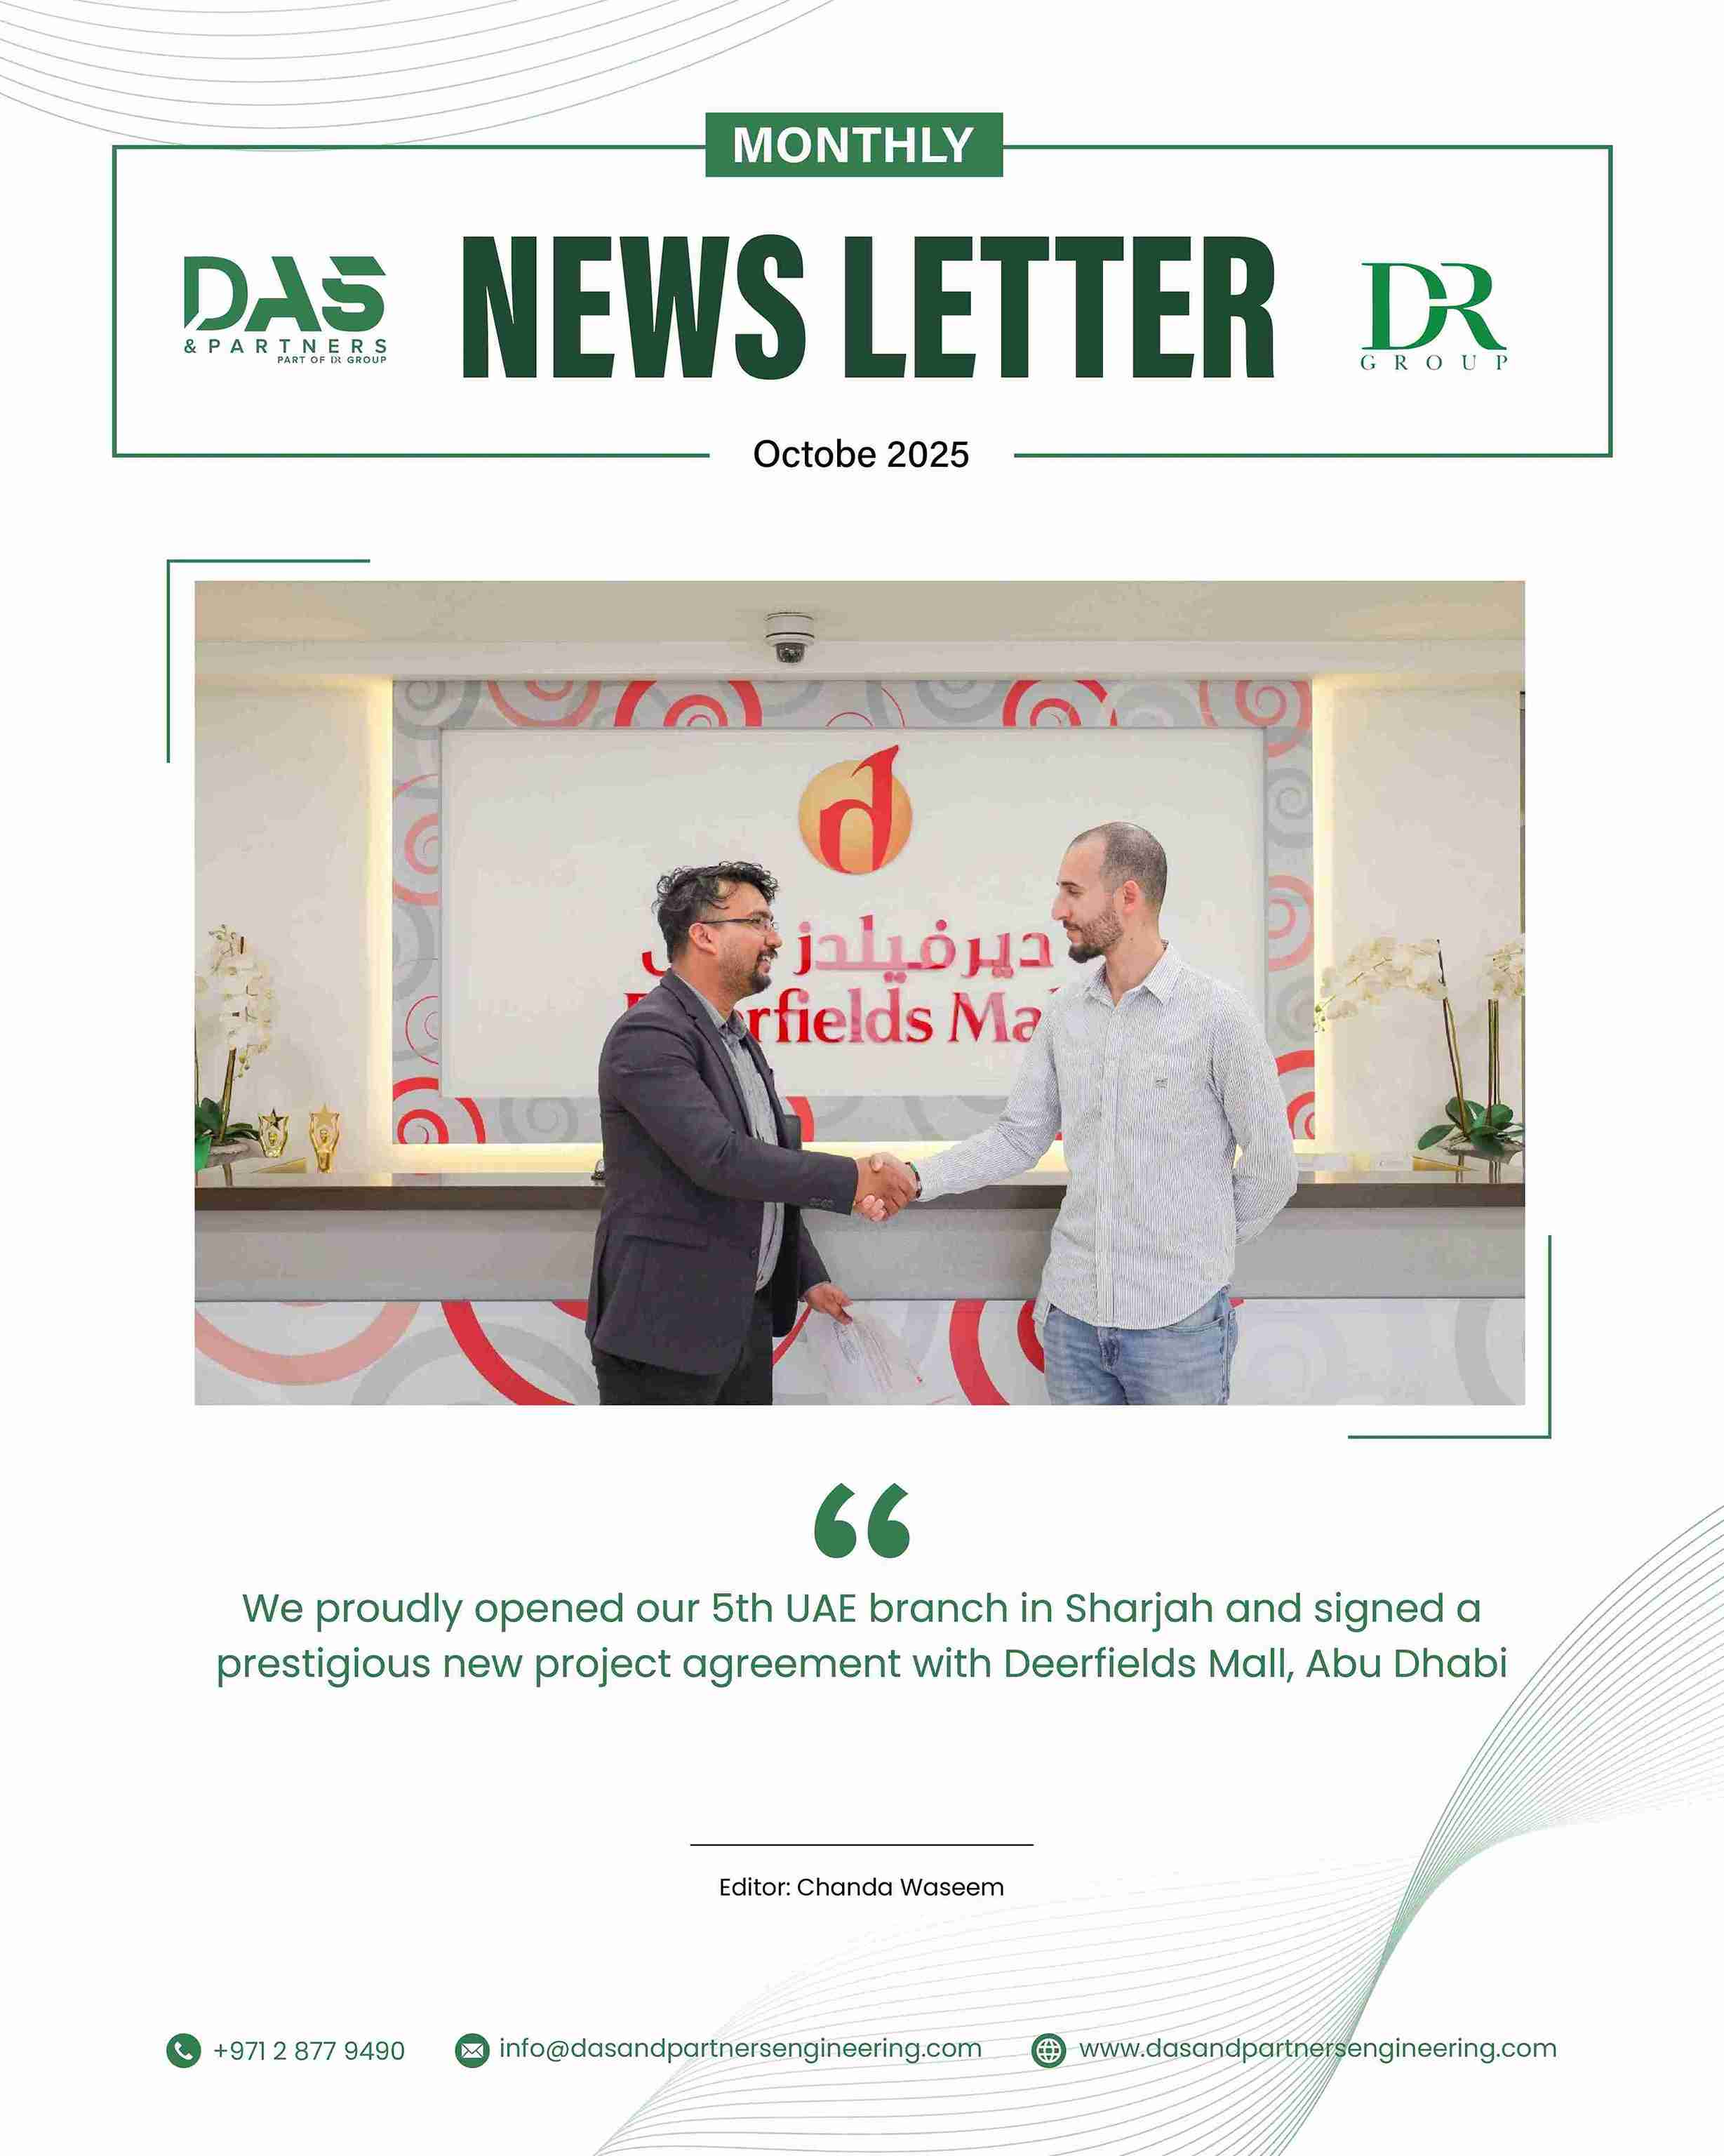 MONTHLY
NEWS LETTER
DAS
& PARTNERS
PART OF DR GROUP
DR
GROUP
Octobe 2025
d
ديرفيلدز
rfields Ma
We proudly opened our 5th UAE branch in Sharjah and signed a
prestigious new project agreement with Deerfields Mall, Abu Dhabi
Editor: Chanda Waseem
+971 2 877 9490
info@dasandpartnersengineering.com
www.dasandpartnersengineering.com